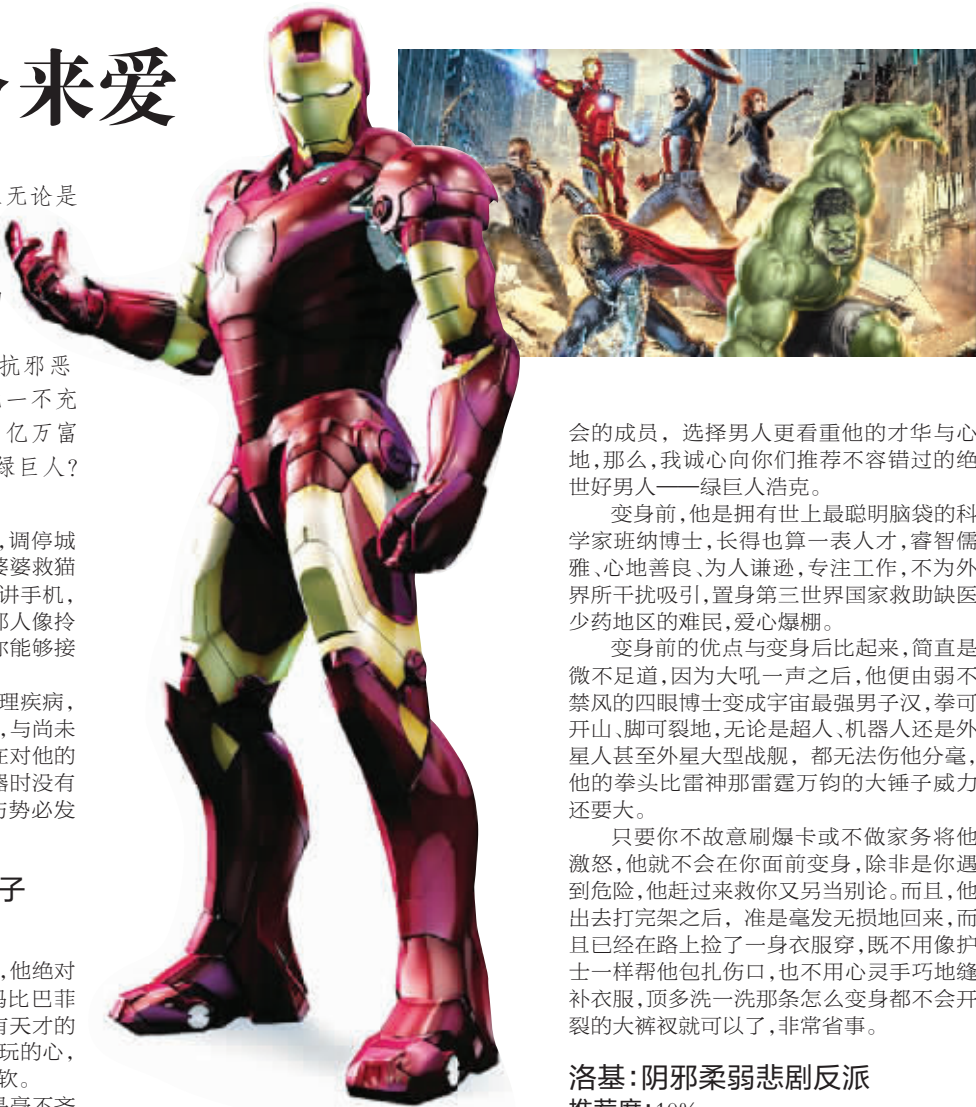 来爱
无论是
抗邪恶
一不充
亿万富
绿巨人?
,调停城
婆婆救猫
讲手机,
那人像拎
尔能够接
理疾病,
,与尚未
在对他的
器时没有
与势必发
子
,他绝对
玛比巴菲
有天才的
玩的心,
软。
是毫不吝
会的成员，选择男人更看重他的才华与心
地,那么,我诚心向你们推荐不容错过的绝
世好男人——绿巨人浩克。
变身前,他是拥有世上最聪明脑袋的科
学家班纳博士,长得也算一表人才,睿智儒
雅、心地善良、为人谦逊,专注工作,不为外
界所干扰吸引,置身第三世界国家救助缺医
少药地区的难民,爱心爆棚。
变身前的优点与变身后比起来,简直是
微不足道,因为大吼一声之后,他便由弱不
禁风的四眼博士变成宇宙最强男子汉,拳可
开山、脚可裂地,无论是超人、机器人还是外
星人甚至外星大型战舰，都无法伤他分毫,
他的拳头比雷神那雷霆万钧的大锤子威力
还要大。
只要你不故意刷爆卡或不做家务将他
激怒,他就不会在你面前变身,除非是你遇
到危险,他赶过来救你又另当别论。而且,他
出去打完架之后，准是毫发无损地回来,而
且已经在路上捡了一身衣服穿,既不用像护
士一样帮他包扎伤口,也不用心灵手巧地缝
补衣服,顶多洗一洗那条怎么变身都不会开
裂的大裤衩就可以了,非常省事。
洛基:阴邪柔弱悲剧反派
推荐度:10%